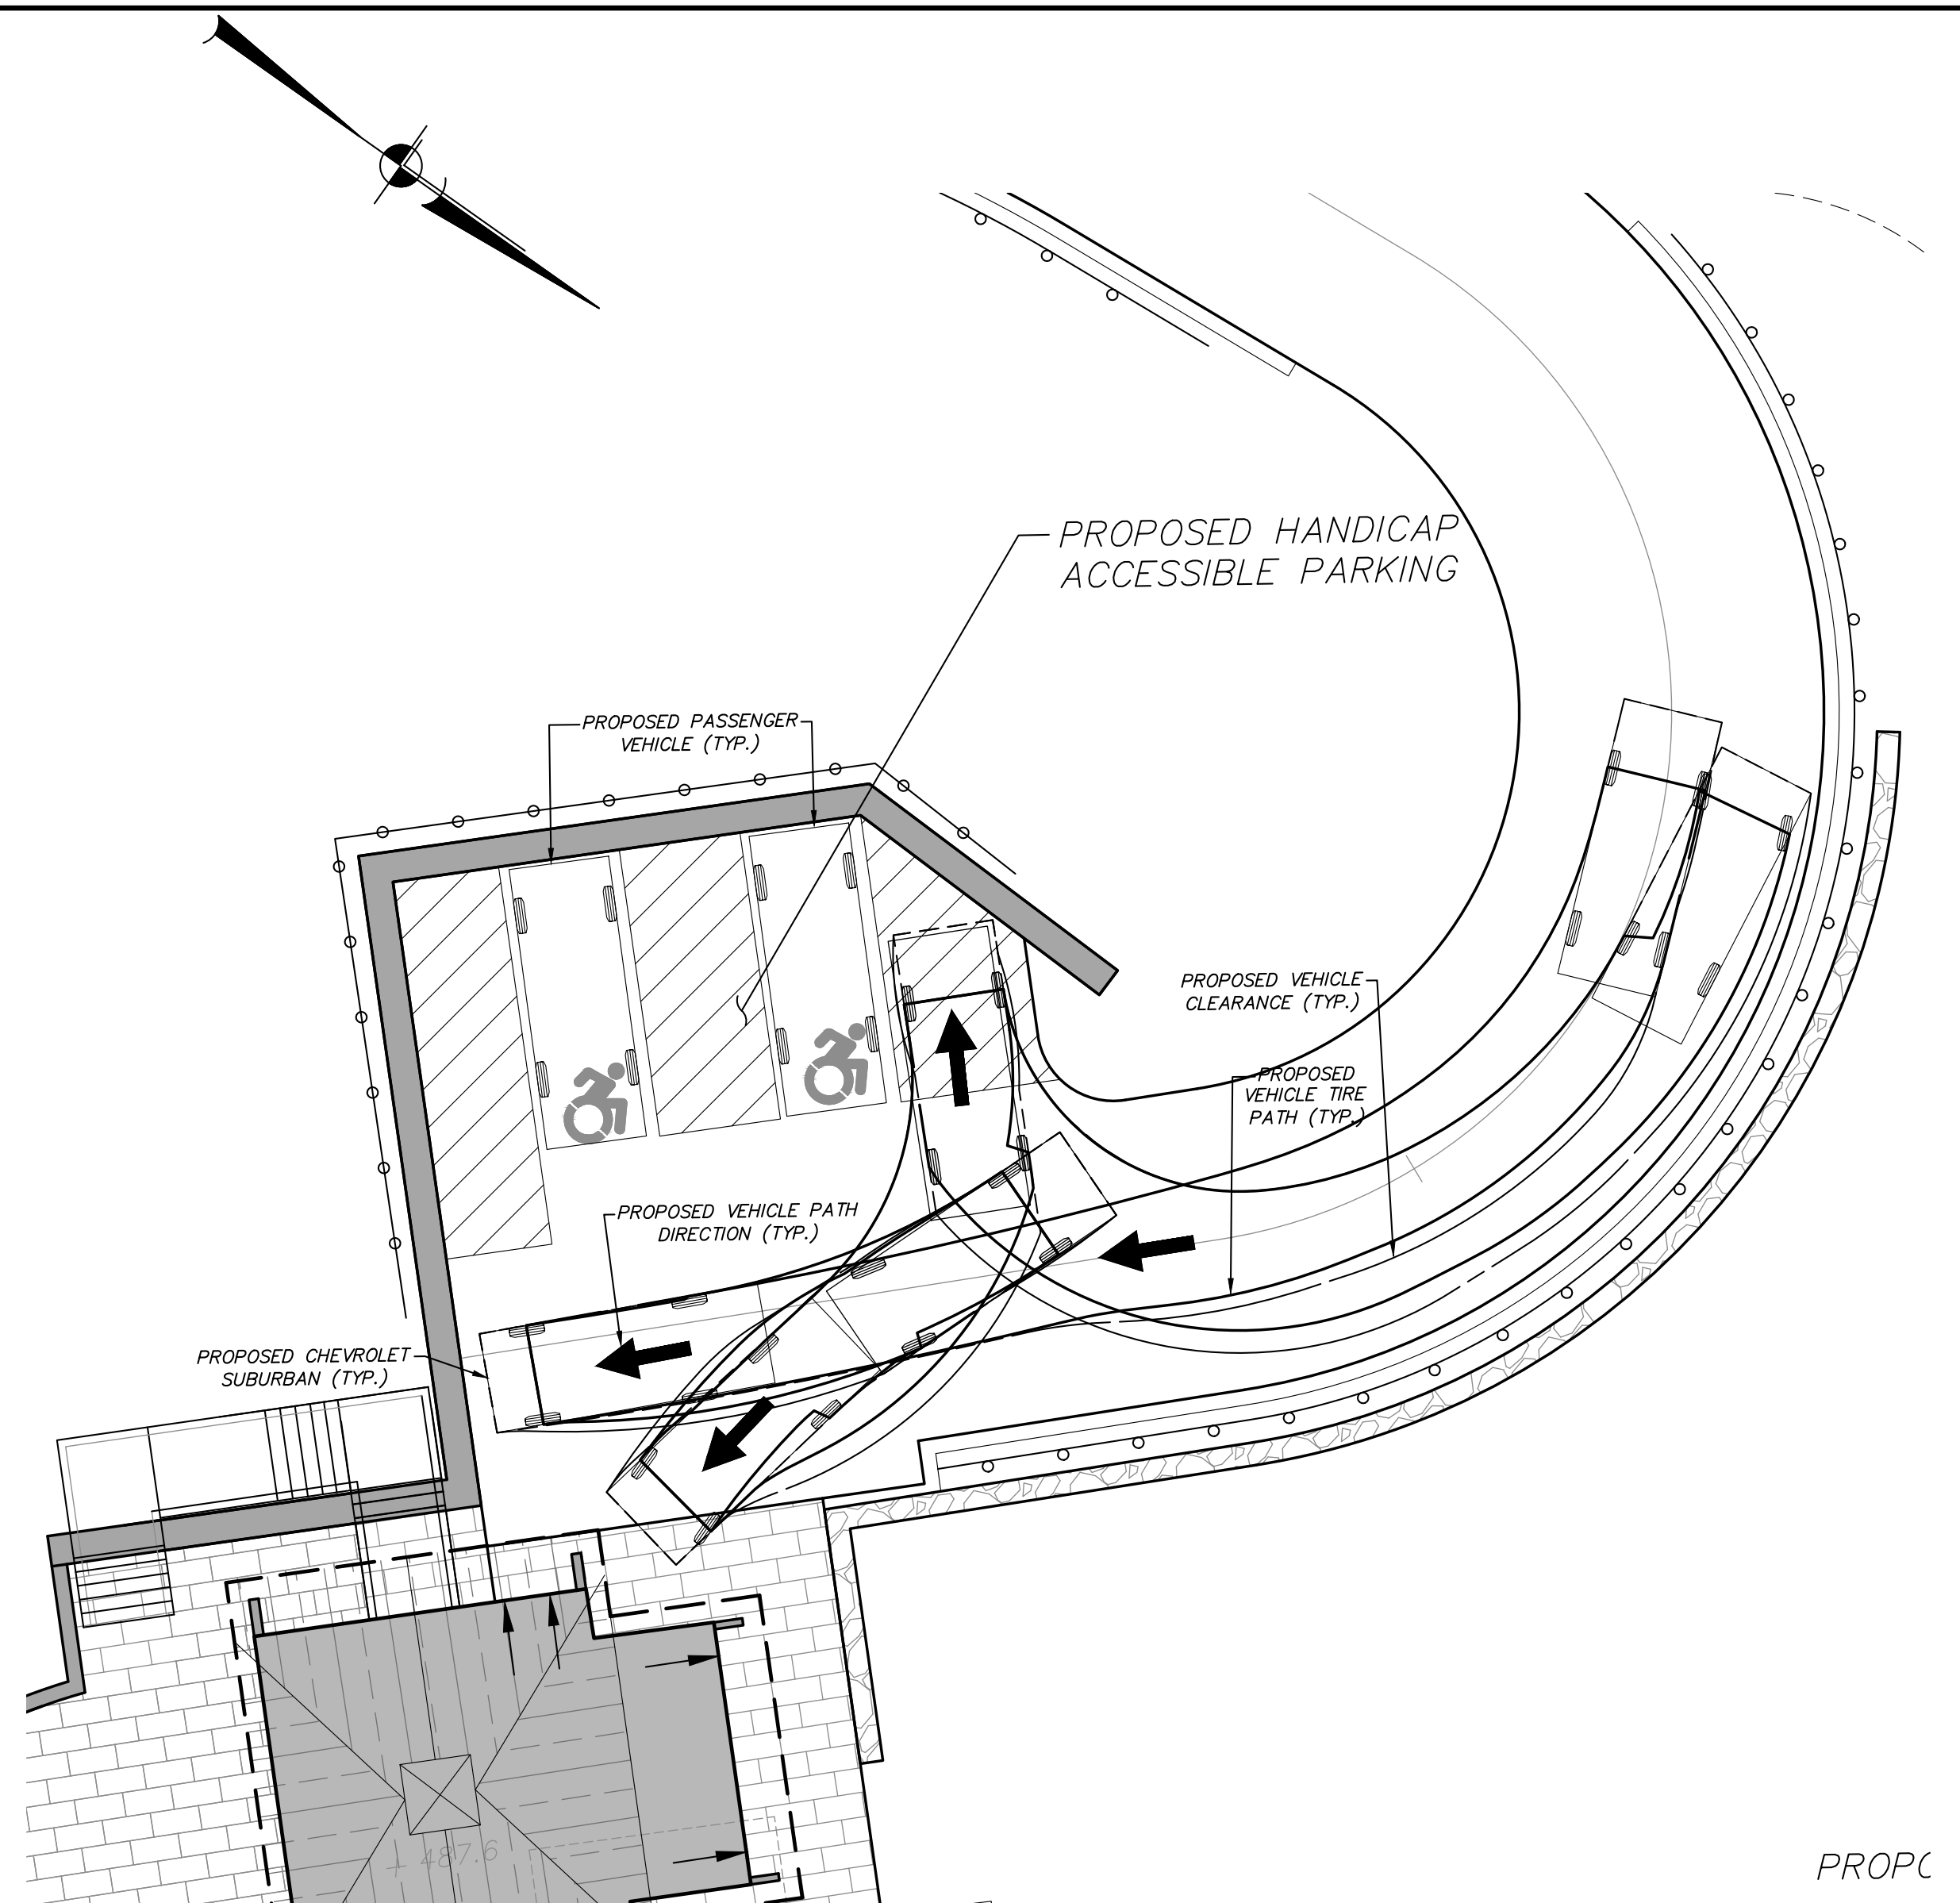 PROPOSED HANDICAP
ACCESSIBLE PARKING
PROPOSED PASSENGER
VEHICLE (TYP.)
PROPOSED VEHICLE
CLEARANCE (TYP.)
PROPOSED
VEHICLE TIRE
PATH (TYP.)
PROPOSED VEHICLE PATH
DIRECTION (TYP.)
PROPOSED CHEVROLET
SUBURBAN (TYP.)
487.6